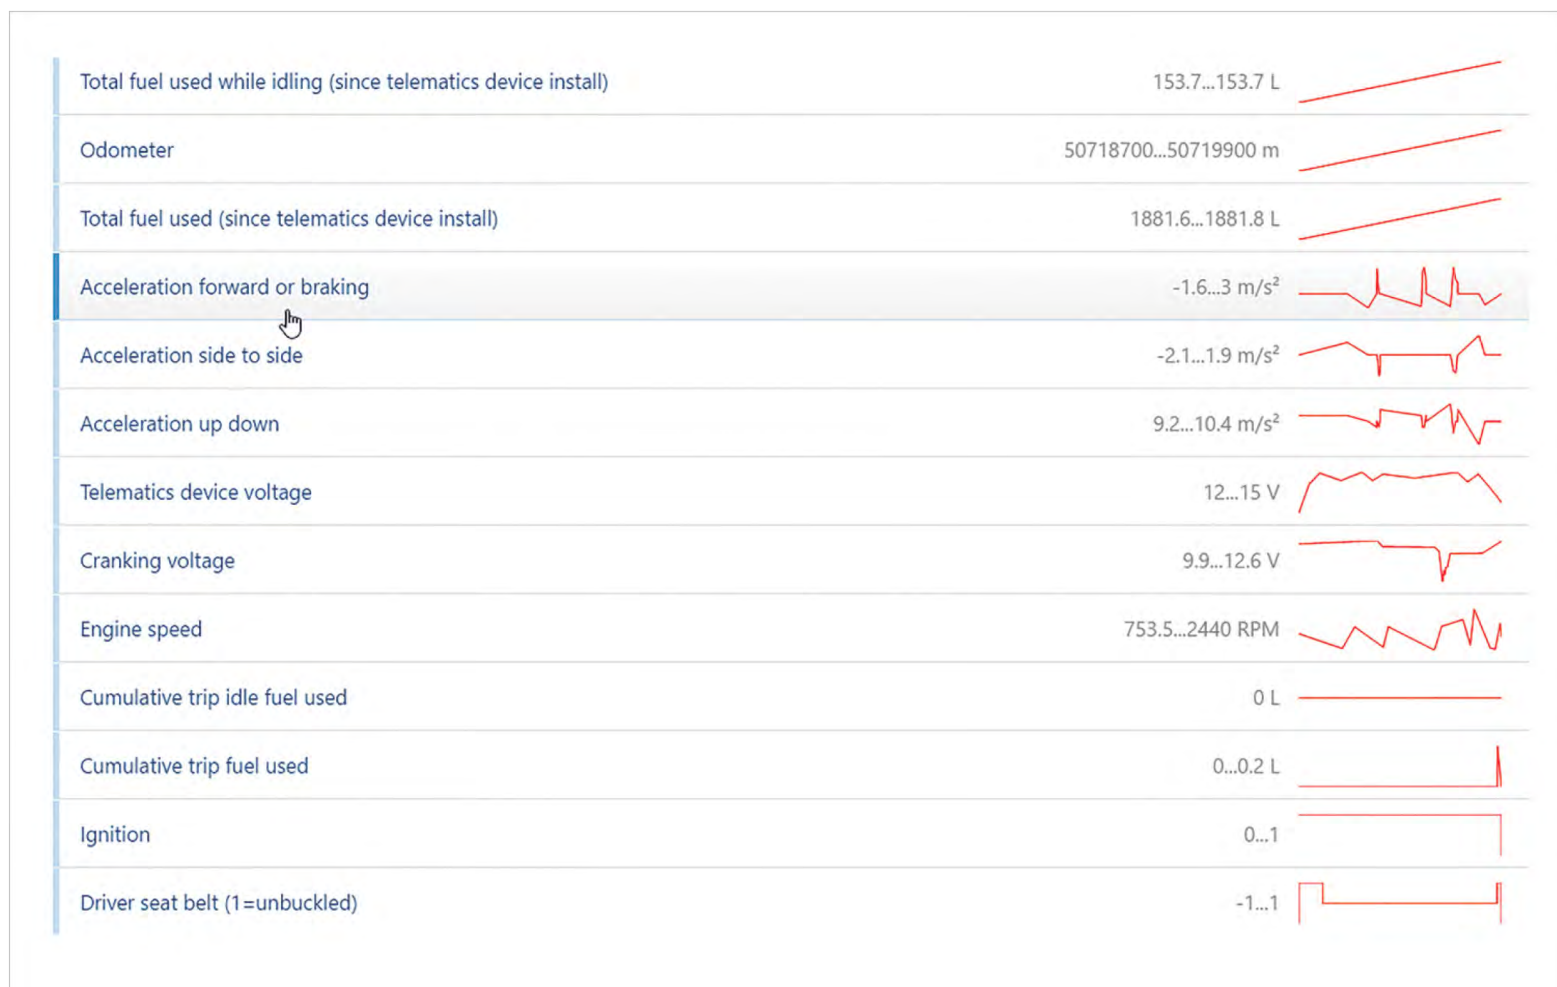 Total fuel used while idling (since telematics device install) 153.7...153.7 L
Odometer 50718700...50719900 m
Total fuel used (since telematics device install) 1881.6...1881.8 L
Acceleration forward or braking -1.6...3 m/s²
Acceleration side to side -2.1...1.9 m/s²
Acceleration up down 9.2...10.4 m/s²
Telematics device voltage 12...15 V
Cranking voltage 9.9...12.6 V
Engine speed 753.5...2440 RPM
Cumulative trip idle fuel used 0 L
Cumulative trip fuel used 0...0.2 L
Ignition 0...1
Driver seat belt (1=unbuckled) -1...1